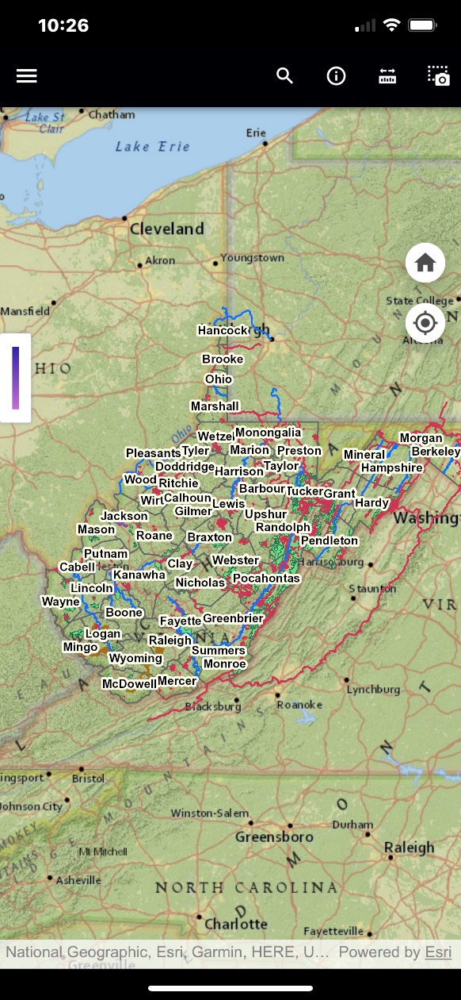 10:26
Lake St
Clair
Chatham
Erie
Lake Erie
Cleveland
Akron
Youngstown
Mansfield
State College
Hancock
gh
Altoona
Brooke
HIO
Ohio
Marshall
Ohio
Wetzel
Monongalia
Morgan
Pleasants
Tyler
Marion
Preston
Mineral
Berkeley
Doddridge
Harrison
Taylor
Hampshire
Wood
Ritchie
Barbour
Tucker
Grant
Wirt
Calhoun
Lewis
Hardy
Gilmer
Upshur
Washingt
Jackson
Mason
Roane
Braxton
Randolph
Pendleton
Putnam
Cabell
Clay
Webster
Harrisonburg
Kanawha
Nicholas
Pocahontas
Lincoln
Staunton
Wayne
VIR
Boone
Fayette
Greenbrier
Logan
Raleigh
Mingo
Summers
Wyoming
Monroe
McDowell
Mercer
Lynchburg
Blacksburg
Roanoke
ingsport
Bristol
Johnson City
Winston-Salem
Durham
Greensboro
Raleigh
Mt Mitchell
Asheville
NORTH CAROLINA
Charlotte
Fayetteville
National Geographic, Esri, Garmin, HERE, U... Powered by Esri
Greenville